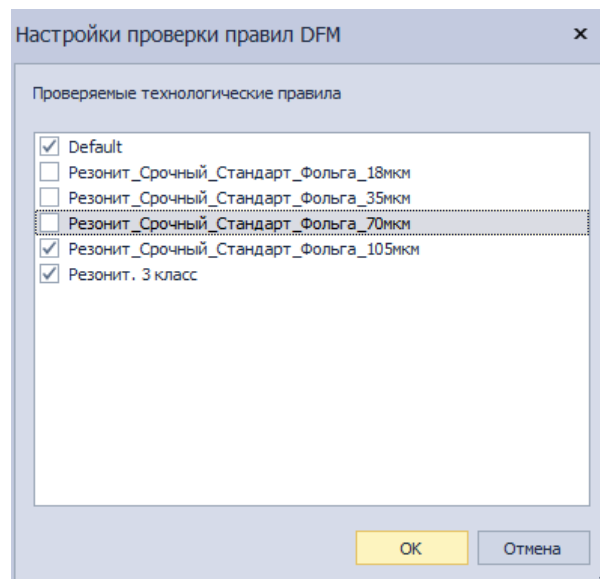 Настройки проверки правил DFM
Проверяемые технологические правила
Default
Резонит_Срочный_Стандарт_Фольга_18мкм
Резонит_Срочный_Стандарт_Фольга_35мкм
Резонит_Срочный_Стандарт_Фольга_70мкм
Резонит_Срочный_Стандарт_Фольга_105мкм
Резонит. 3 класс
OK Отмена